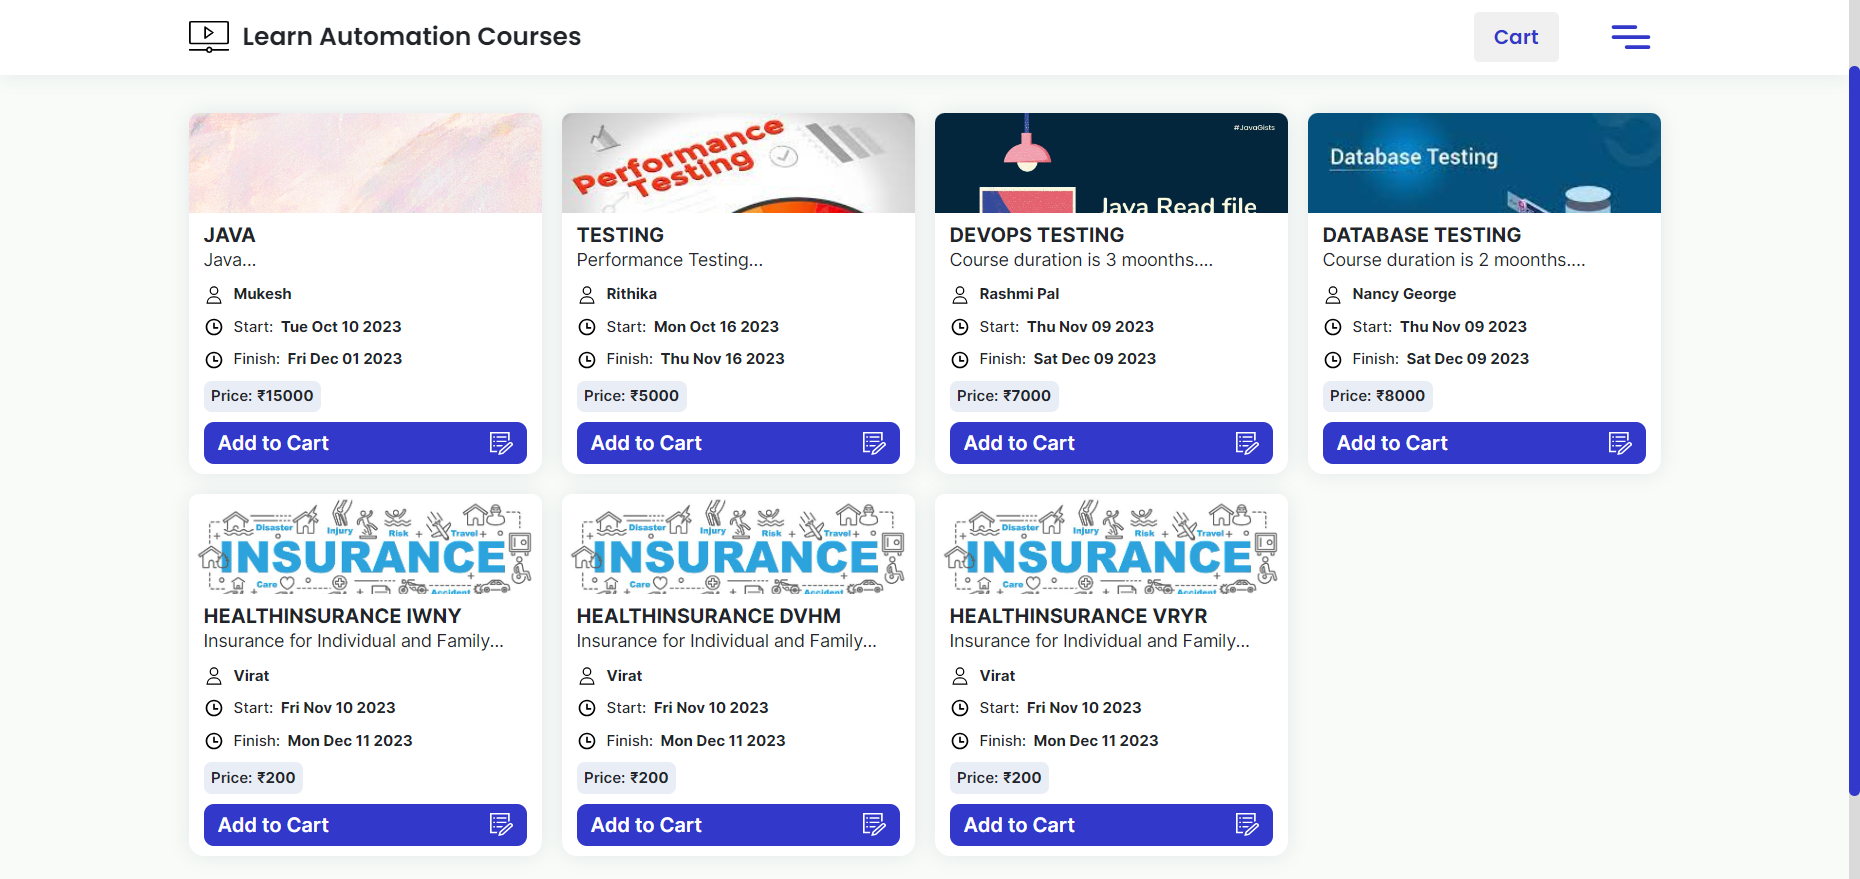 Learn Automation Courses
Cart
Performance
Testing
#JavaGists
Java Read file
Database Testing
JAVA
Java...
Mukesh
Start: Tue Oct 10 2023
Finish: Fri Dec 01 2023
Price: ₹15000
Add to Cart
TESTING
Performance Testing...
Rithika
Start: Mon Oct 16 2023
Finish: Thu Nov 16 2023
Price: ₹5000
Add to Cart
DEVOPS TESTING
Course duration is 3 moonths....
Rashmi Pal
Start: Thu Nov 09 2023
Finish: Sat Dec 09 2023
Price: ₹7000
Add to Cart
DATABASE TESTING
Course duration is 2 moonths....
Nancy George
Start: Thu Nov 09 2023
Finish: Sat Dec 09 2023
Price: ₹8000
Add to Cart
Disaster Injury Risk Travel
INSURANCE
Care Accident
HEALTHINSURANCE IWNY
Insurance for Individual and Family...
Virat
Start: Fri Nov 10 2023
Finish: Mon Dec 11 2023
Price: ₹200
Add to Cart
Disaster Injury Risk Travel
INSURANCE
Care Accident
HEALTHINSURANCE DVHM
Insurance for Individual and Family...
Virat
Start: Fri Nov 10 2023
Finish: Mon Dec 11 2023
Price: ₹200
Add to Cart
Disaster Injury Risk Travel
INSURANCE
Care Accident
HEALTHINSURANCE VRYR
Insurance for Individual and Family...
Virat
Start: Fri Nov 10 2023
Finish: Mon Dec 11 2023
Price: ₹200
Add to Cart